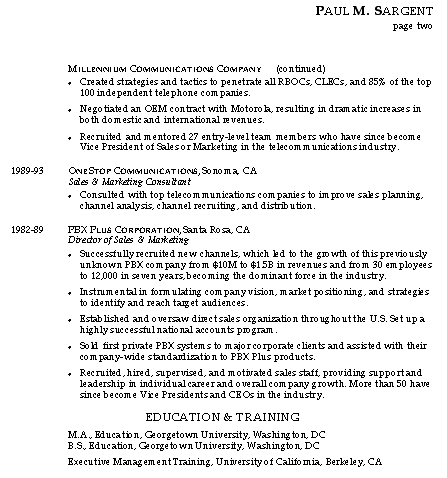 PAUL M. SARGENT
page two
MILLENNIUM COMMUNICATIONS COMPANY (continued)
• Created strategies and tactics to penetrate all RBOCs, CLECs, and 85% of the top
100 independent telephone companies.
• Negotiated an OEM contract with Motorola, resulting in dramatic increases in
both domestic and international revenues.
• Recruited and mentored 27 entry-level team members who have since become
Vice President of Sales or Marketing in the telecommunications industry.
1989-93 ONESTOP COMMUNICATIONS, Sonoma, CA
Sales & Marketing Consultant
• Consulted with top telecommunications companies to improve sales planning,
channel analysis, channel recruiting, and distribution.
1982-89 PBX PLUS CORPORATION, Santa Rosa, CA
Director of Sales & Marketing
• Successfully recruited new channels, which led to the growth of this previously
unknown PBX company from $10M to $1.5B in revenues and from 30 employees
to 12,000 in seven years, becoming the dominant force in the industry.
• Instrumental in formulating company vision, market positioning, and strategies
to identify and reach target audiences.
• Established and oversaw direct sales organization throughout the U.S. Set up a
highly successful national accounts program.
• Sold first private PBX systems to major corporate clients and assisted with their
company-wide standardization to PBX Plus products.
• Recruited, hired, supervised, and motivated sales staff, providing support and
leadership in individual career and overall company growth. More than 50 have
since become Vice Presidents and CEOs in the industry.
EDUCATION & TRAINING
M.A., Education, Georgetown University, Washington, DC
B.S., Education, Georgetown University, Washington, DC
Executive Management Training, University of California, Berkeley, CA